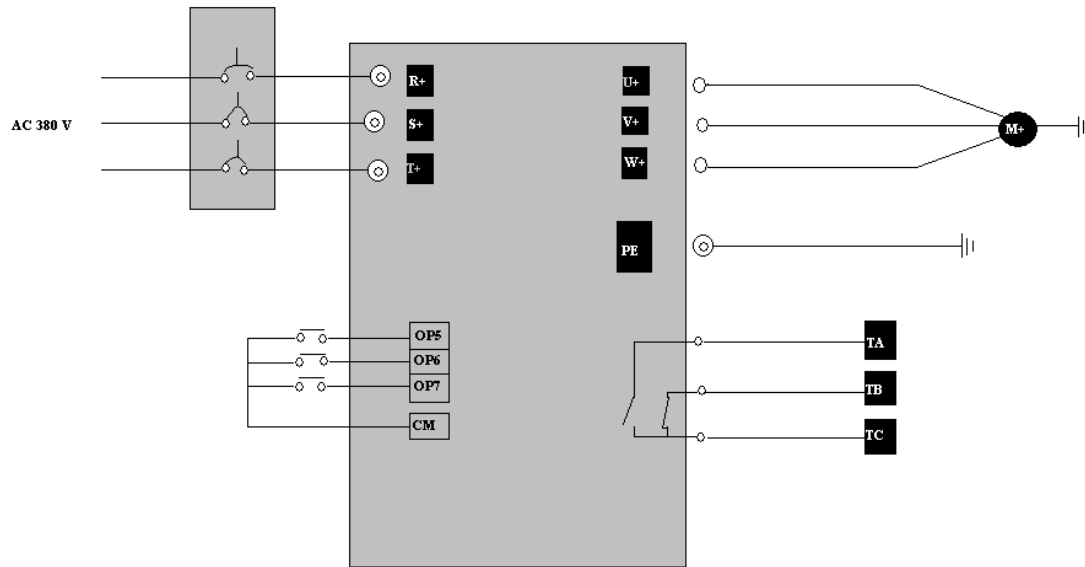 AC 380 V
R+
S+
T+
U+
V+
W+
M+
PE
OP5
OP6
OP7
CM
TA
TB
TC